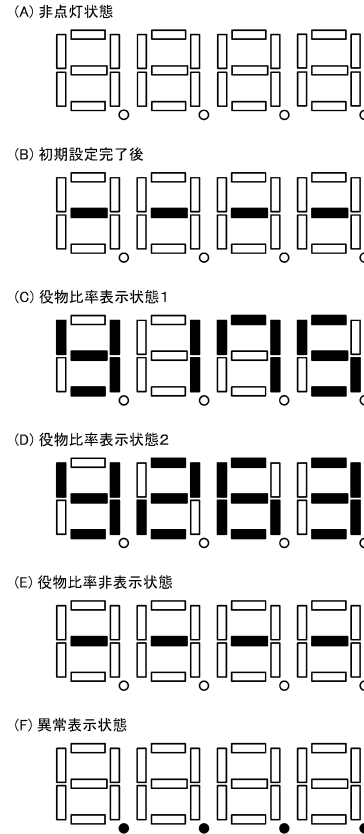 (A) 非点灯状態
(B) 初期設定完了後
(C) 役物比率表示状態1
(D) 役物比率表示状態2
(E) 役物比率非表示状態
(F) 異常表示状態